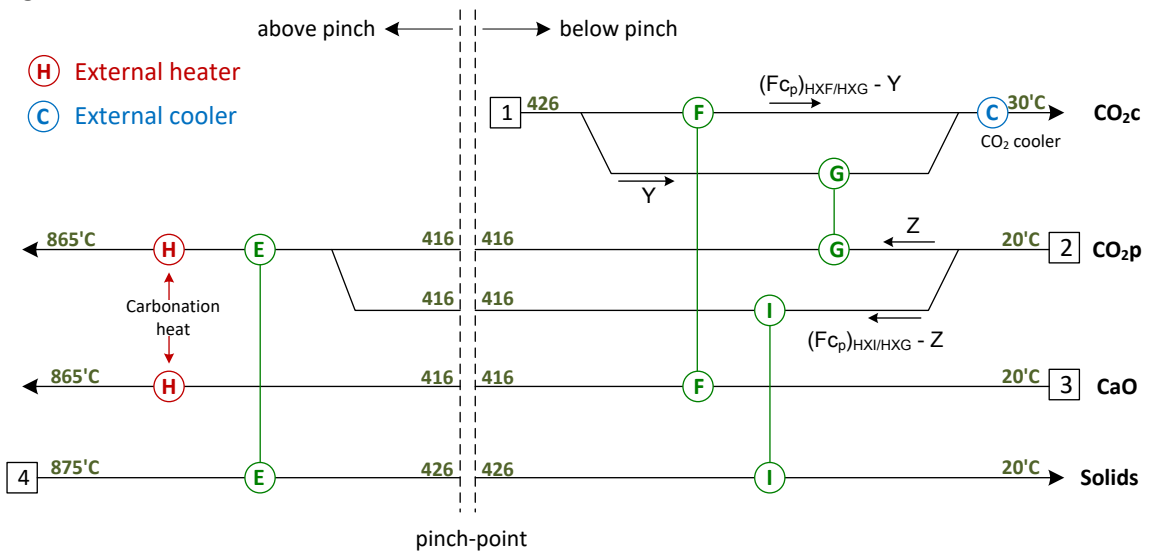 above pinch
below pinch
H External heater
C External cooler
1 426 F (Fcp)HXF/HXG - Y C 30'C CO2c
CO2 cooler
Y G
865'C H E 416 416 G Z 20'C 2 CO2p
Carbonation
heat
416 416 I
(Fcp)HXI/HXG - Z
865'C H 416 416 F 20'C 3 CaO
4 875'C E 426 426 I 20'C Solids
pinch-point